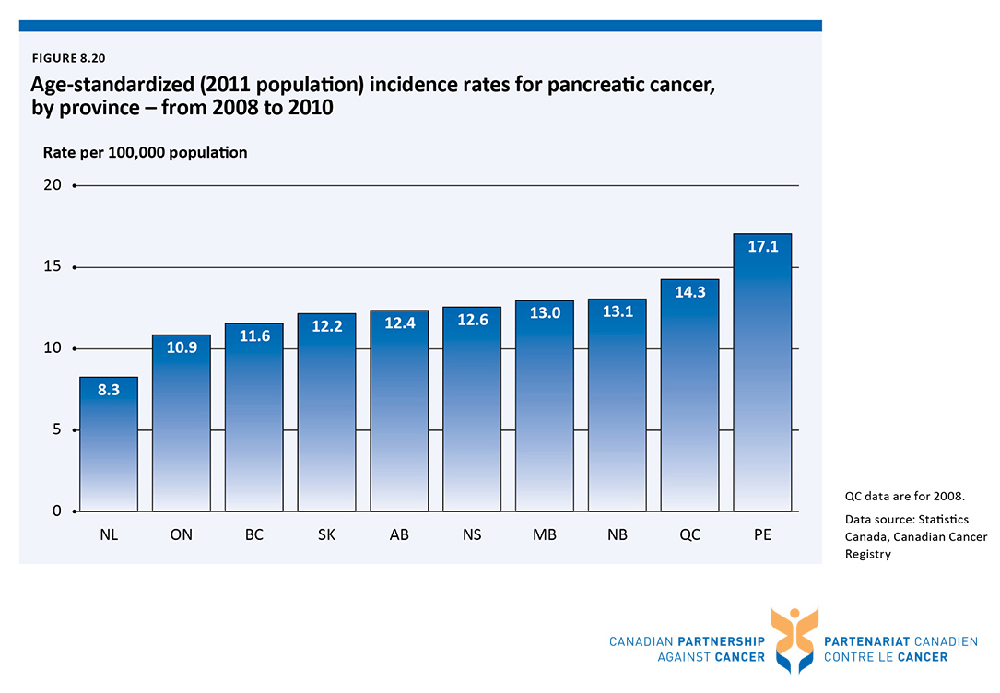 FIGURE 8.20
Age-standardized (2011 population) incidence rates for pancreatic cancer,
by province – from 2008 to 2010
Rate per 100,000 population
20
15
10
5
0
8.3
10.9
11.6
12.2
12.4
12.6
13.0
13.1
14.3
17.1
NL ON BC SK AB NS MB NB QC PE
QC data are for 2008.
Data source: Statistics
Canada, Canadian Cancer
Registry
CANADIAN PARTNERSHIP
AGAINST CANCER
PARTENARIAT CANADIEN
CONTRE LE CANCER